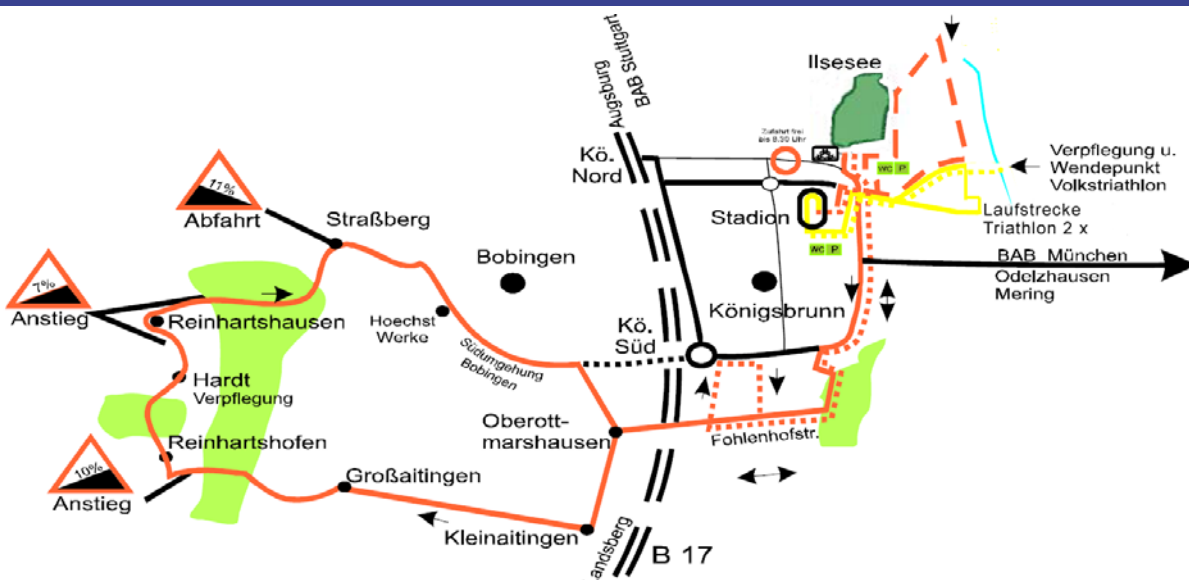 Augsburg
BAB Stuttgart
Ilsesee
Zufahrt frei
bis 8.30 Uhr
Kö.
Nord
WC P
Verpflegung u.
Wendepunkt
Volkstriathlon
11%
Abfahrt
Straßberg
Stadion
Laufstrecke
Triathlon 2 x
WC P
BAB München
Odelzhausen
Mering
Bobingen
7%
Anstieg
Reinhartshausen
Hoechst
Werke
Königsbrunn
Kö.
Süd
Südumgehung
Bobingen
Hardt
Verpflegung
Oberott-
marshausen
Fohlenhofstr.
Reinhartshofen
10%
Anstieg
Großaitingen
Kleinaitingen
andsberg
B 17